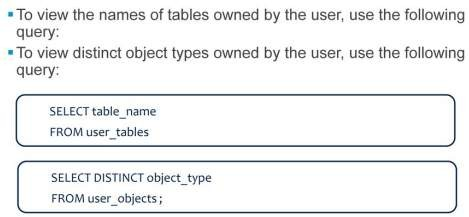 ▪ To view the names of tables owned by the user, use the following
query:
▪ To view distinct object types owned by the user, use the following
query:
SELECT table_name
FROM user_tables
SELECT DISTINCT object_type
FROM user_objects ;